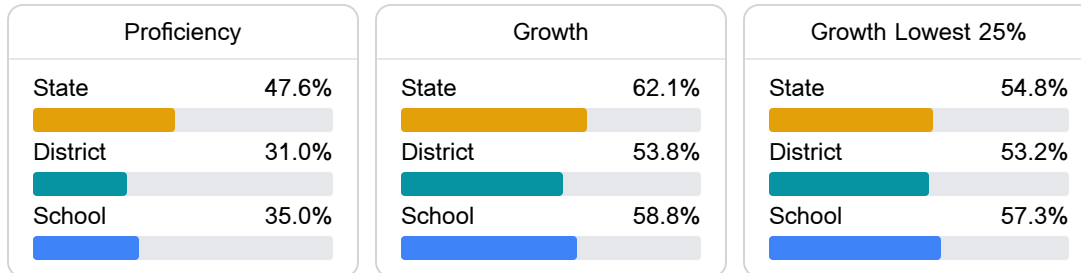 Proficiency
State 47.6%
District 31.0%
School 35.0%
Growth
State 62.1%
District 53.8%
School 58.8%
Growth Lowest 25%
State 54.8%
District 53.2%
School 57.3%